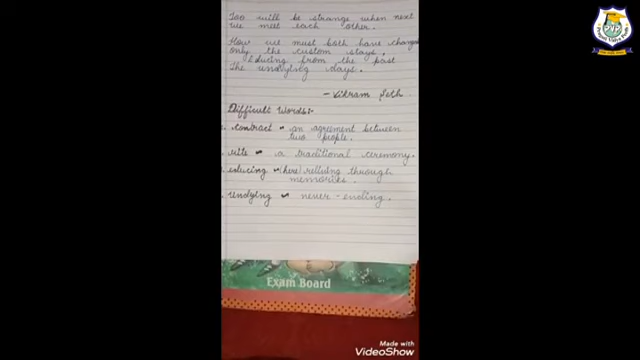 Too will be strange when next
we meet each other.
How we must both have changed
only the custom stays.
Educing from the past
The undying days.
- Vikram Seth
Difficult Words:-
contract - an agreement between
two people.
rite - a traditional ceremony.
educing - (here) reliving through
memories.
undying - never-ending.
Exam Board
Made with
VideoShow
PVP